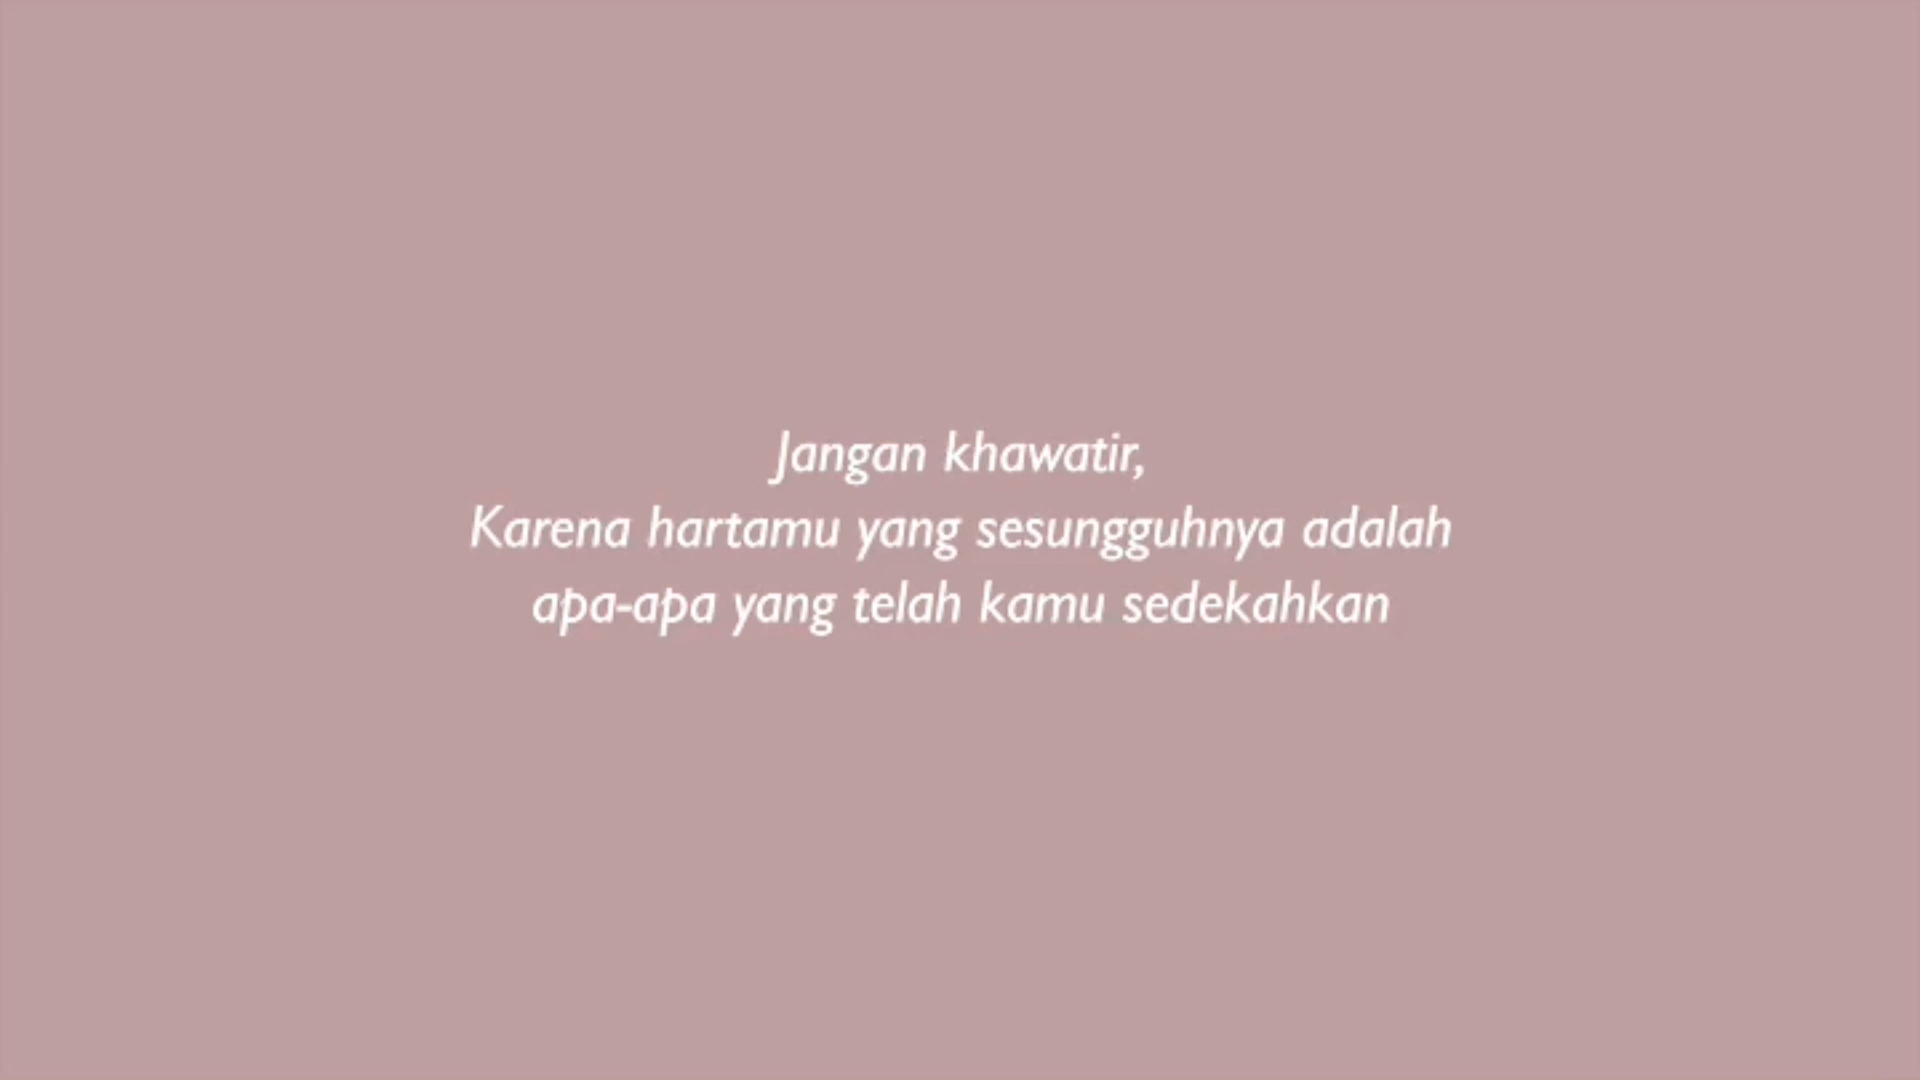 Jangan khawatir,
Karena hartamu yang sesungguhnya adalah
apa-apa yang telah kamu sedekahkan